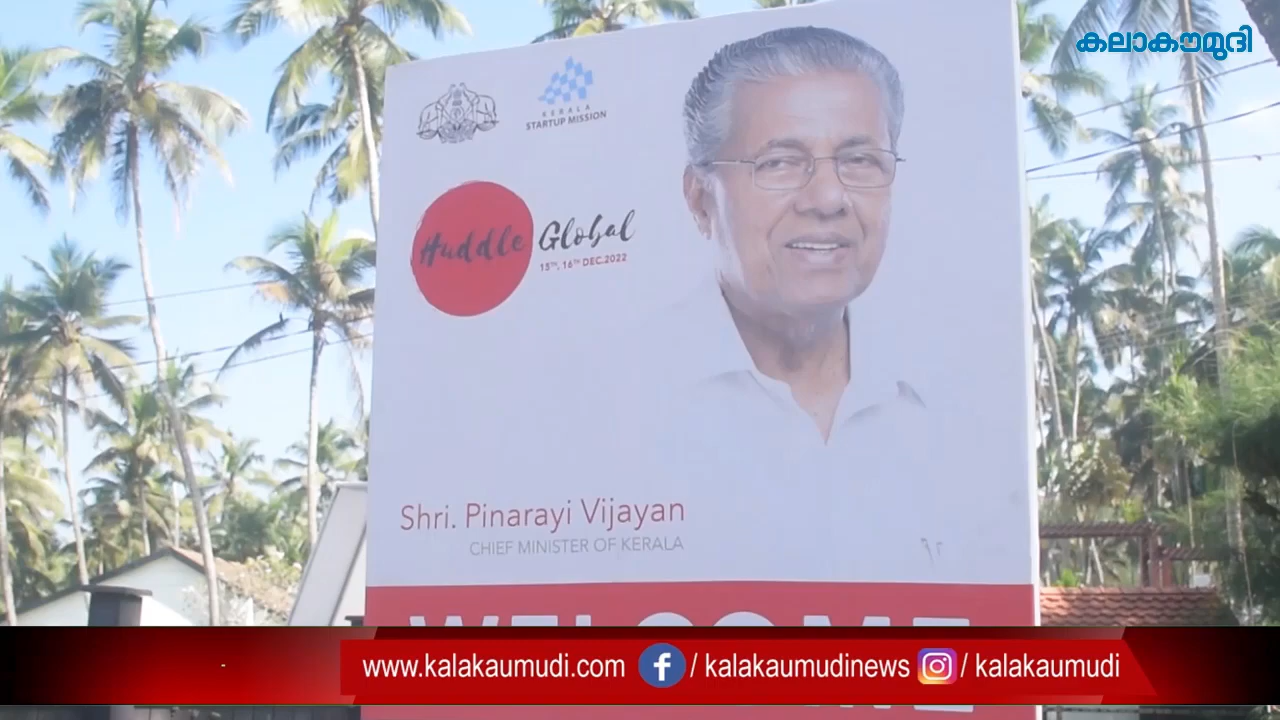 കലാകൗമുദി
KERALA
STARTUP MISSION
Huddle Global
15TH, 16TH DEC.2022
Shri. Pinarayi Vijayan
CHIEF MINISTER OF KERALA
WELCOME
www.kalakaumudi.com / kalakaumudinews / kalakaumudi